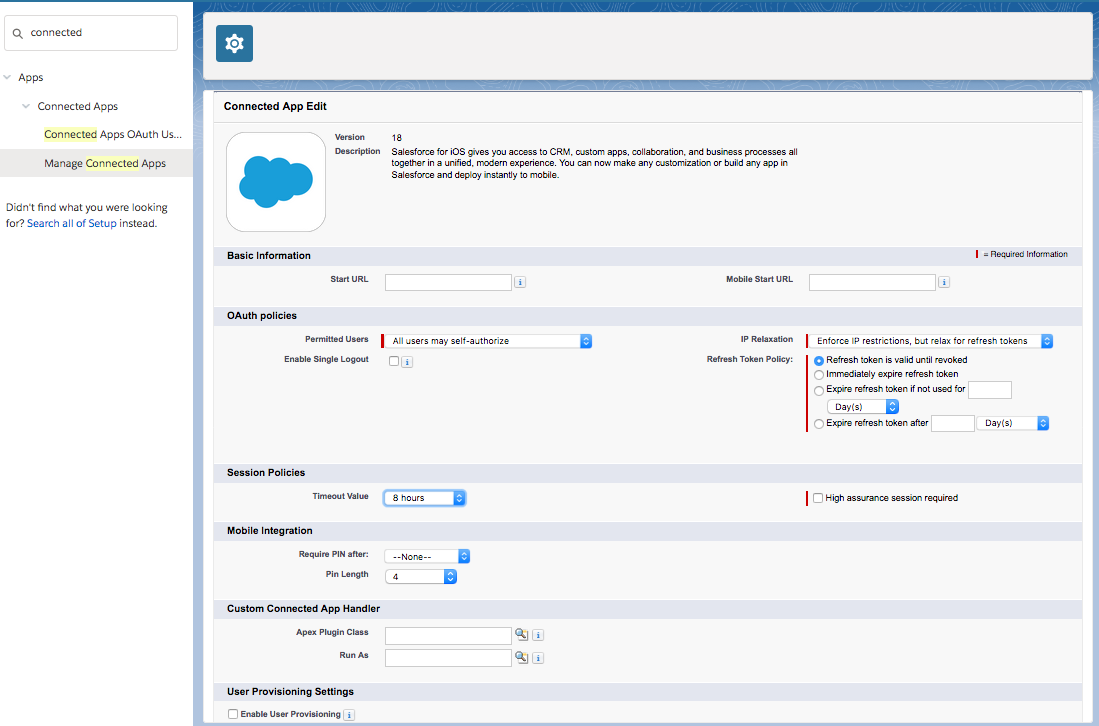 connected
Apps
Connected Apps
Connected Apps OAuth Us...
Manage Connected Apps
Didn't find what you were looking
for? Search all of Setup instead.
Connected App Edit
Version 18
Description Salesforce for iOS gives you access to CRM, custom apps, collaboration, and business processes all
together in a unified, modern experience. You can now make any customization or build any app in
Salesforce and deploy instantly to mobile.
Basic Information
= Required Information
Start URL i
Mobile Start URL i
OAuth policies
Permitted Users All users may self-authorize
IP Relaxation Enforce IP restrictions, but relax for refresh tokens
Enable Single Logout i
Refresh Token Policy: Refresh token is valid until revoked
Immediately expire refresh token
Expire refresh token if not used for
Day(s)
Expire refresh token after Day(s)
Session Policies
Timeout Value 8 hours
High assurance session required
Mobile Integration
Require PIN after: --None--
Pin Length 4
Custom Connected App Handler
Apex Plugin Class i
Run As i
User Provisioning Settings
Enable User Provisioning i